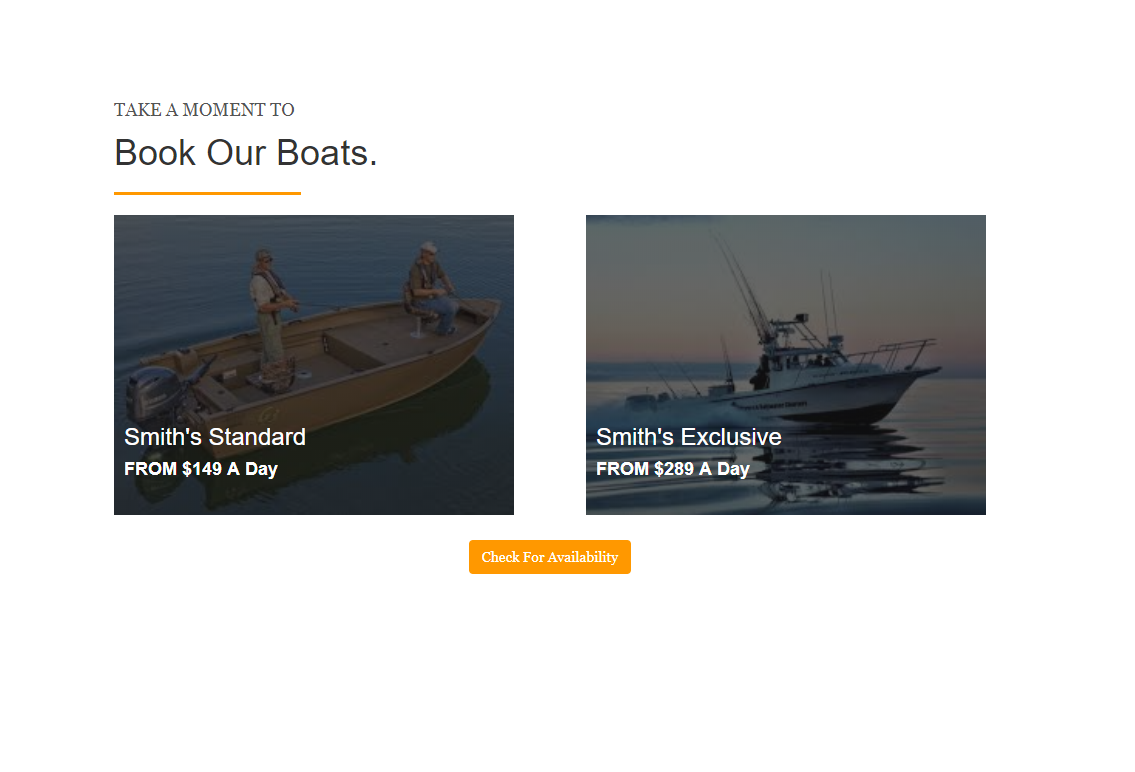 TAKE A MOMENT TO
Book Our Boats.
Smith's Standard
FROM $149 A Day
Smith's Exclusive
FROM $289 A Day
Check For Availability